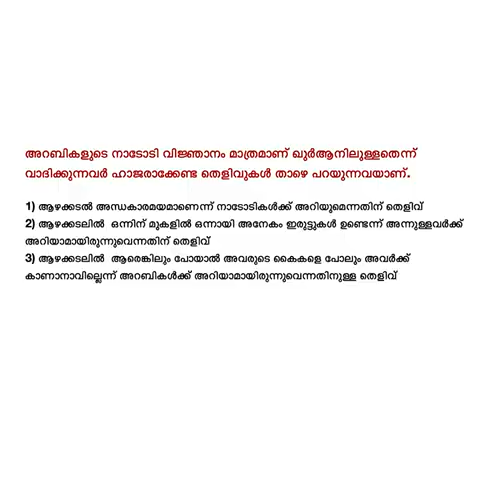 അറബികളുടെ നാടോടി വിജ്ഞാനം മാത്രമാണ് ഖുർആനിലുള്ളതെന്ന്
വാദിക്കുന്നവർ ഹാജരാക്കേണ്ട തെളിവുകൾ താഴെ പറയുന്നവയാണ്.
1) ആഴക്കടൽ അന്ധകാരമയമാണെന്ന് നാടോടികൾക്ക് അറിയുമെന്നതിന് തെളിവ്
2) ആഴക്കടലിൽ ഒന്നിന് മുകളിൽ ഒന്നായി അനേകം ഇരുട്ടുകൾ ഉണ്ടെന്ന് അന്നുള്ളവർക്ക്
അറിയാമായിരുന്നുവെന്നതിന് തെളിവ്
3) ആഴക്കടലിൽ ആരെങ്കിലും പോയാൽ അവരുടെ കൈകളെ പോലും അവർക്ക്
കാണാനാവില്ലെന്ന് അറബികൾക്ക് അറിയാമായിരുന്നുവെന്നതിനുള്ള തെളിവ്